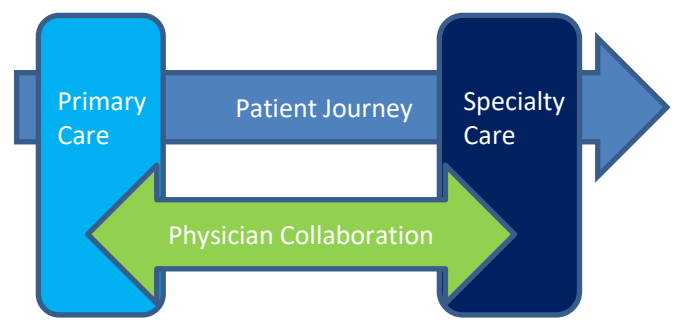 Primary
Care
Patient Journey
Specialty
Care
Physician Collaboration